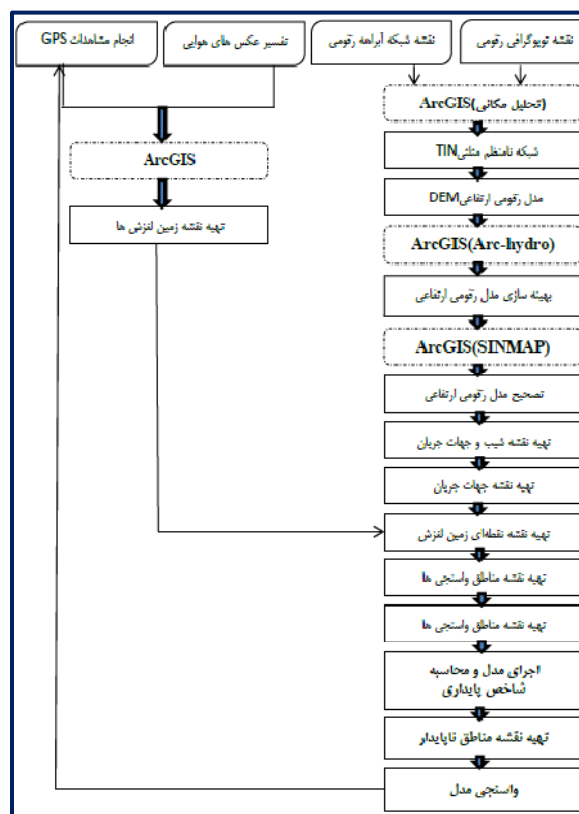 نقشه توپوگرافی رقومی
نقشه شبکه آبراهه رقومی
تفسیر عکس های هوایی
انجام مشاهدات GPS
ArcGIS(تحلیل مکانی)
شبکه نامنظم مثلثیTIN
مدل رقومی ارتفاعیDEM
ArcGIS(Arc-hydro)
بهینه سازی مدل رقومی ارتفاعی
ArcGIS(SINMAP)
تصحیح مدل رقومی ارتفاعی
تهیه نقشه شیب و جهات جریان
تهیه نقشه جهات جریان
تهیه نقشه نقطه‌ای زمین لغزش
تهیه نقشه مناطق واسنجی ها
تهیه نقشه مناطق واسنجی ها
اجرای مدل و محاسبه
شاخص پایداری
تهیه نقشه مناطق ناپایدار
واسنجی مدل
ArcGIS
تهیه نقشه زمین لغزش ها